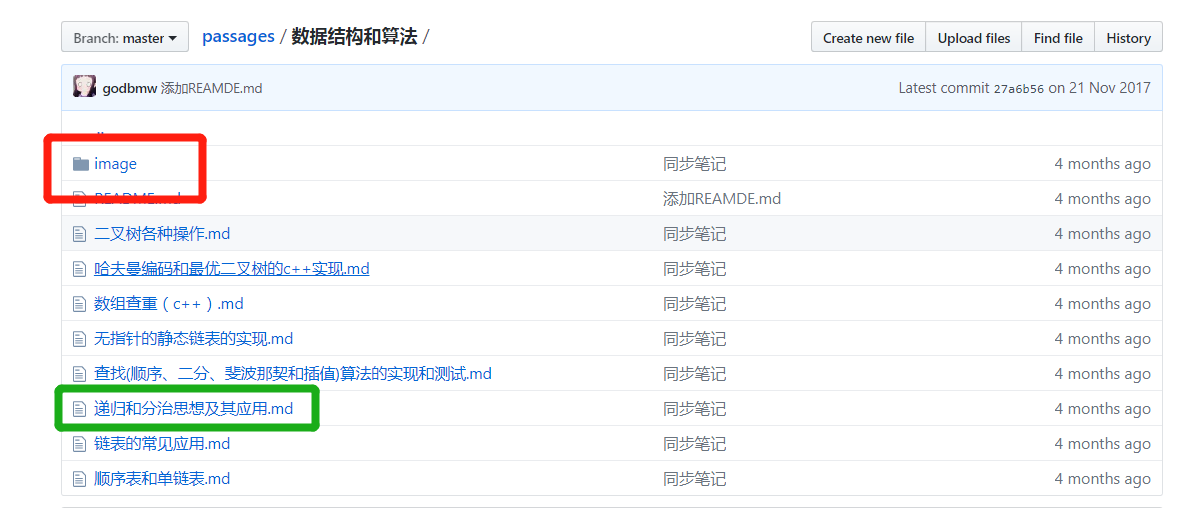 Branch: master passages / 数据结构和算法 / Create new file Upload files Find file History
godbmw 添加REAMDE.md Latest commit 27a6b56 on 21 Nov 2017
..
image 同步笔记 4 months ago
README.md 添加REAMDE.md 4 months ago
二叉树各种操作.md 同步笔记 4 months ago
哈夫曼编码和最优二叉树的c++实现.md 同步笔记 4 months ago
数组查重（c++）.md 同步笔记 4 months ago
无指针的静态链表的实现.md 同步笔记 4 months ago
查找(顺序、二分、斐波那契和插值)算法的实现和测试.md 同步笔记 4 months ago
递归和分治思想及其应用.md 同步笔记 4 months ago
链表的常见应用.md 同步笔记 4 months ago
顺序表和单链表.md 同步笔记 4 months ago